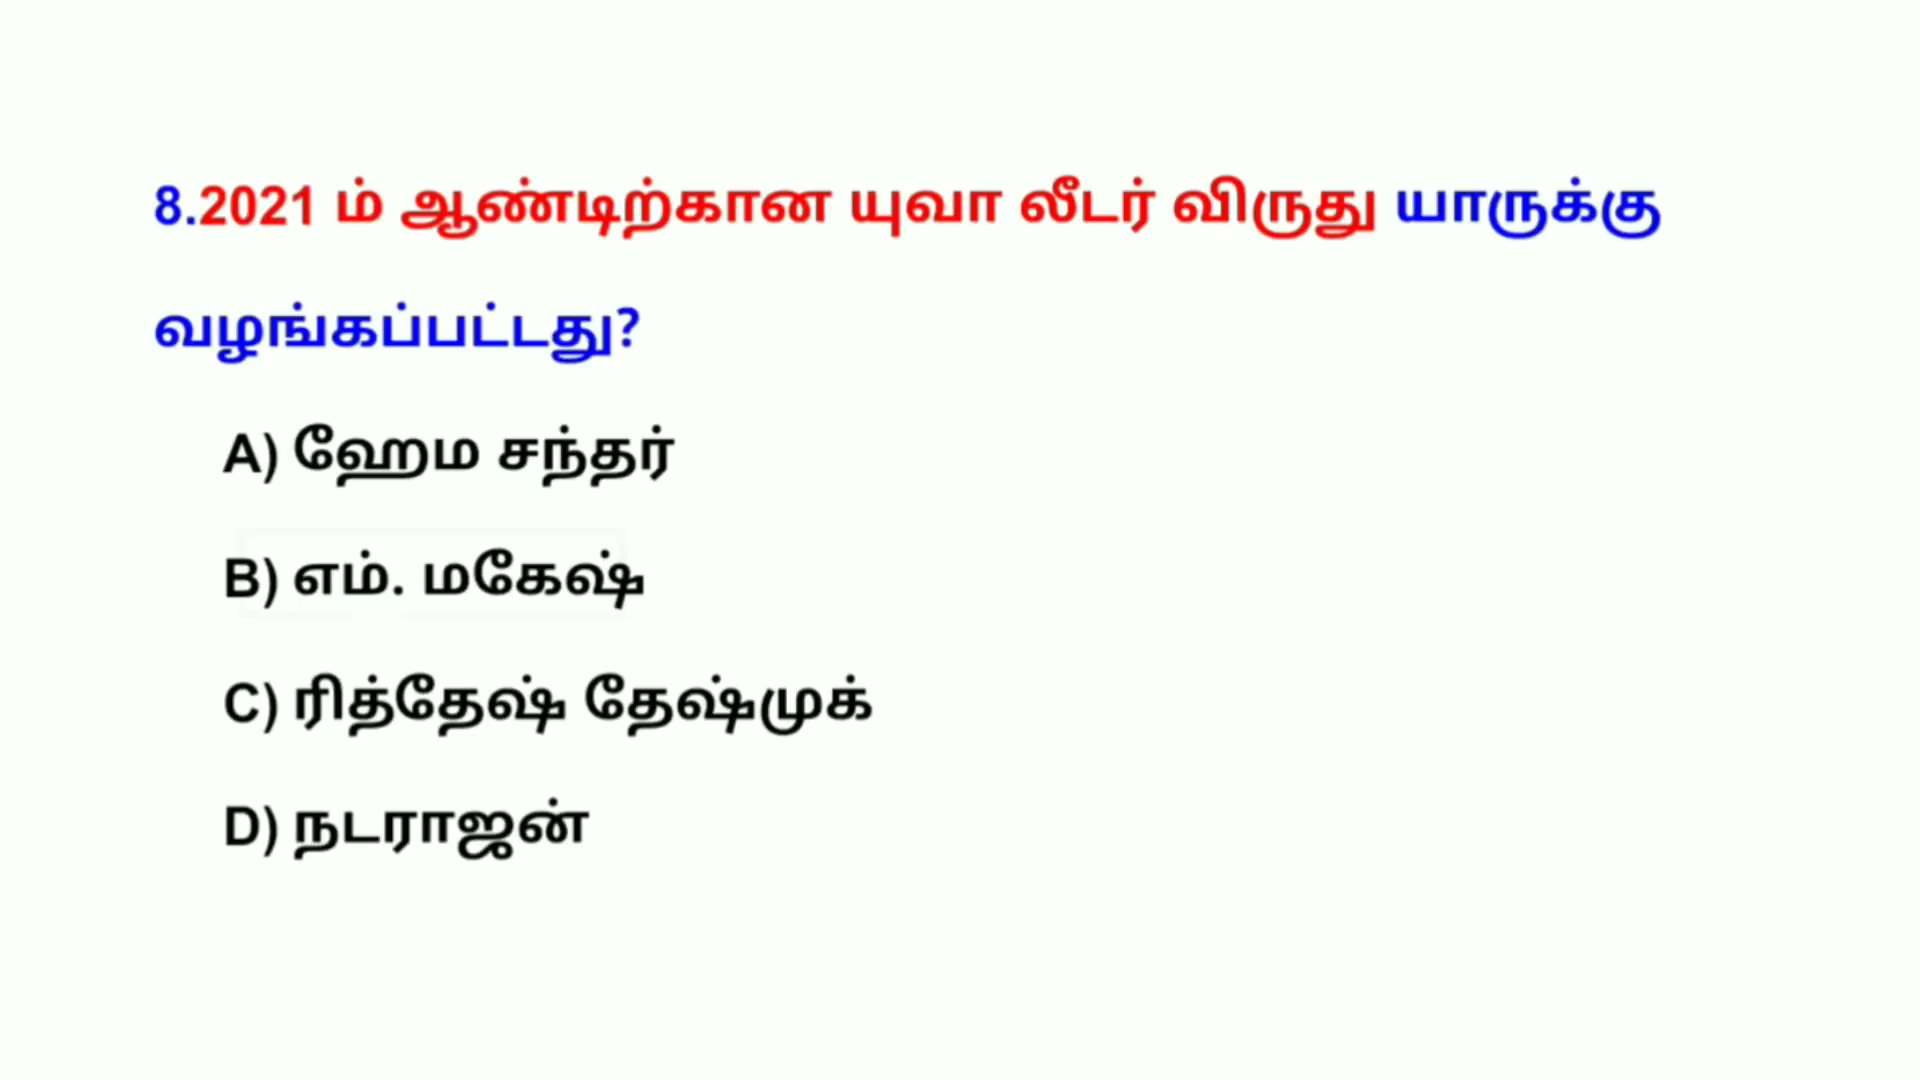 8.2021 ம் ஆண்டிற்கான யுவா லீடர் விருது யாருக்கு
வழங்கப்பட்டது?
A) ஹேம சந்தர்
B) எம். மகேஷ்
C) ரித்தேஷ் தேஷ்முக்
D) நடராஜன்